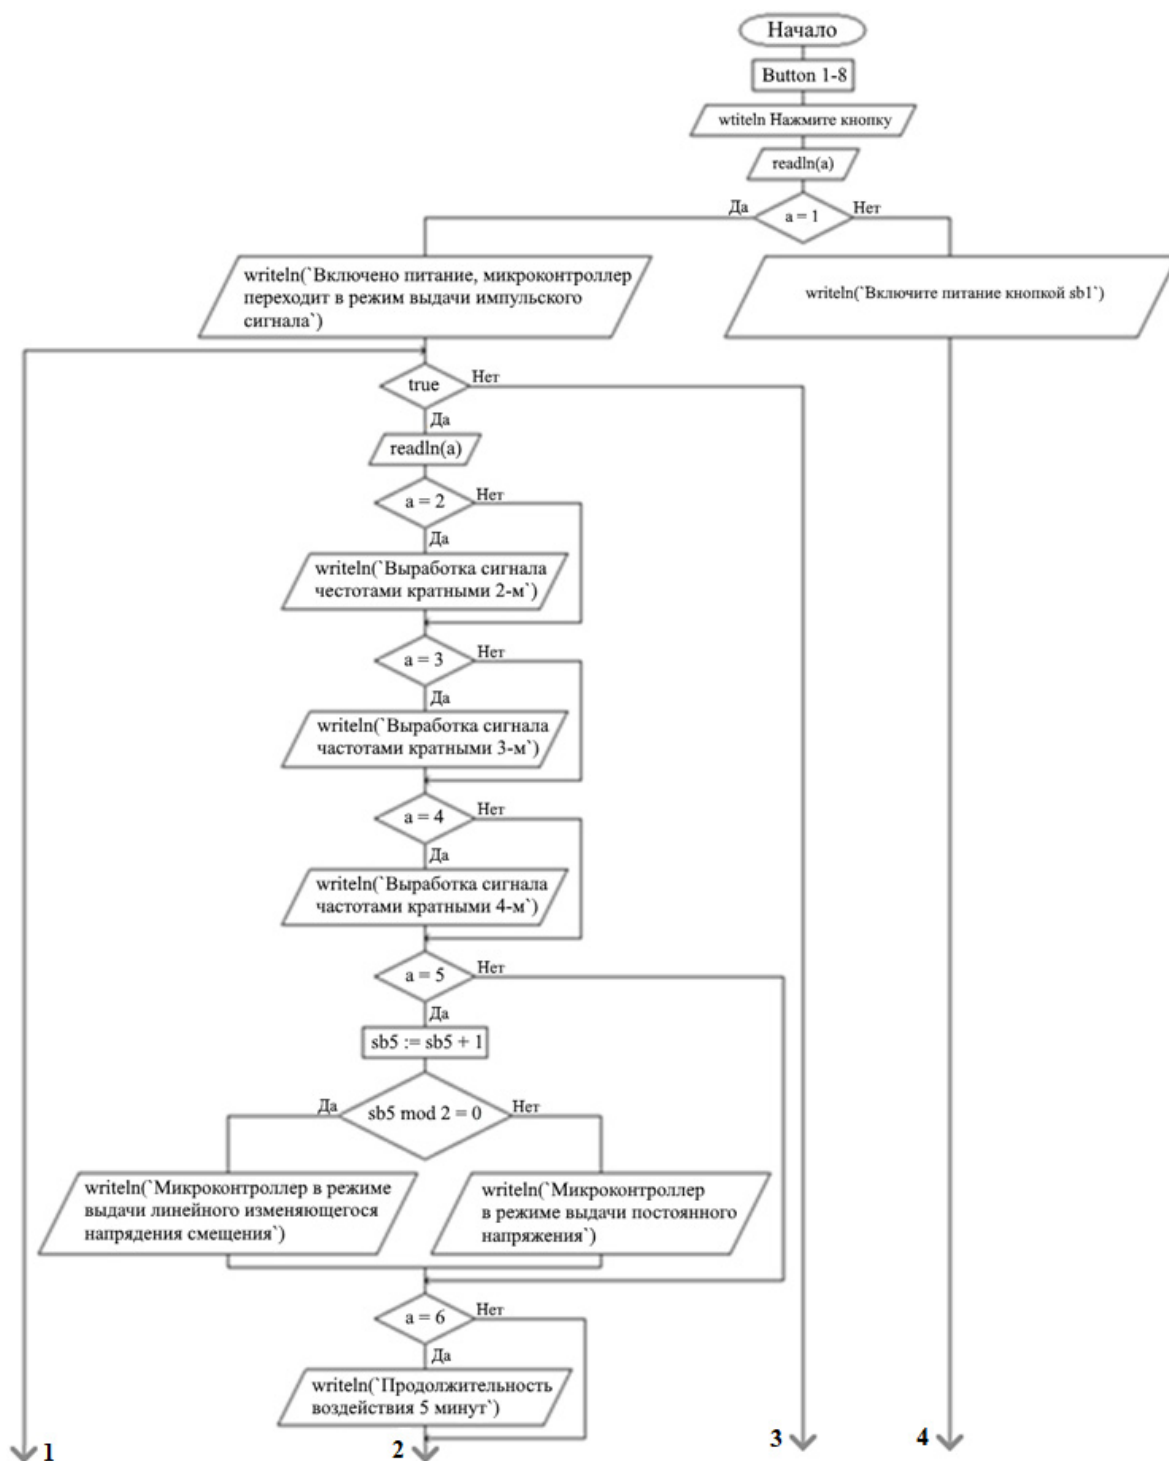 Начало
Button 1-8
wtiteln Нажмите кнопку
readln(a)
Да
a = 1
Нет
writeln(`Включено питание, микроконтроллер
переходит в режим выдачи импульского
сигнала`)
writeln(`Включите питание кнопкой sb1`)
true
Нет
Да
readln(a)
a = 2
Нет
Да
writeln(`Выработка сигнала
честотами кратными 2-м`)
a = 3
Нет
Да
writeln(`Выработка сигнала
частотами кратными 3-м`)
a = 4
Нет
Да
writeln(`Выработка сигнала
частотами кратными 4-м`)
a = 5
Нет
Да
sb5 := sb5 + 1
Да
sb5 mod 2 = 0
Нет
writeln(`Микроконтроллер в режиме
выдачи линейного изменяющегося
напрядения смещения`)
writeln(`Микроконтроллер
в режиме выдачи постоянного
напряжения`)
a = 6
Нет
Да
writeln(`Продолжительность
воздействия 5 минут`)
1
2
3
4